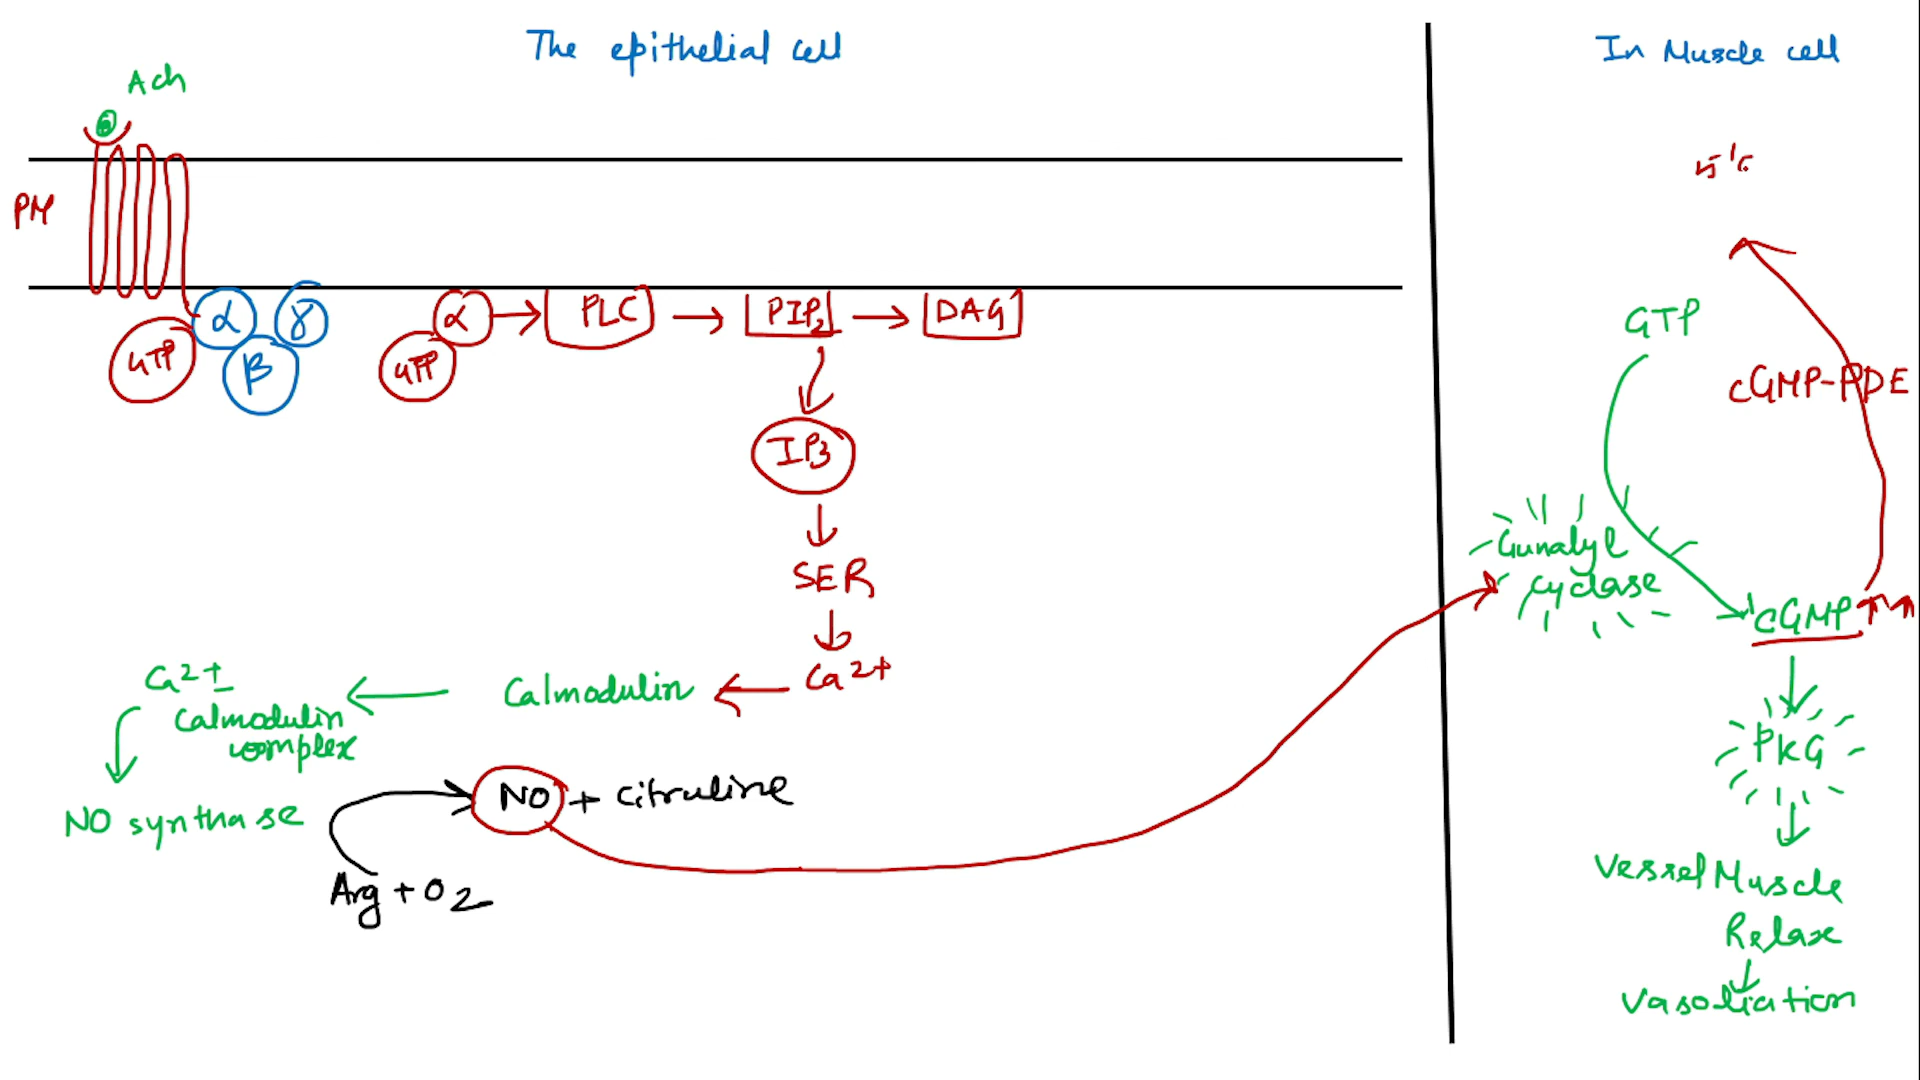 The epithelial cell
In Muscle cell
Ach
PM
α
γ
β
GTP
α
GTP
PLC
PIP2
DAG
IP3
SER
Ca2+
Calmodulin
Ca2+
Calmodulin
complex
NO synthase
NO + Citruline
Arg + O2
5'G
GTP
cGMP-PDE
Gunalyl
cyclase
cGMP
PKG
Vessel Muscle
Relax